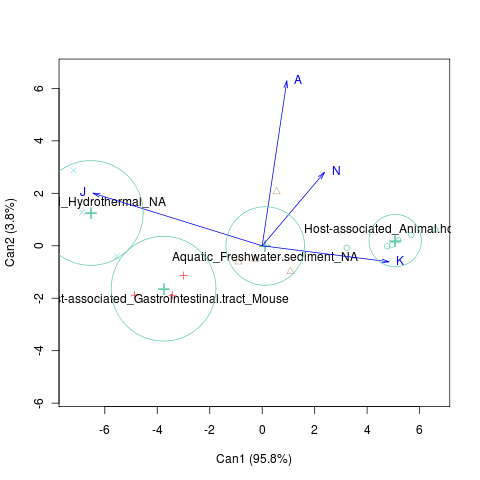 A
N
J
_Hydrothermal_NA
Host-associated_Animal.ho
Aquatic_Freshwater.sediment_NA
K
st-associated_Gastrointestinal.tract_Mouse
6
4
2
0
-2
-4
-6
Can2 (3.8%)
-6 -4 -2 0 2 4 6
Can1 (95.8%)